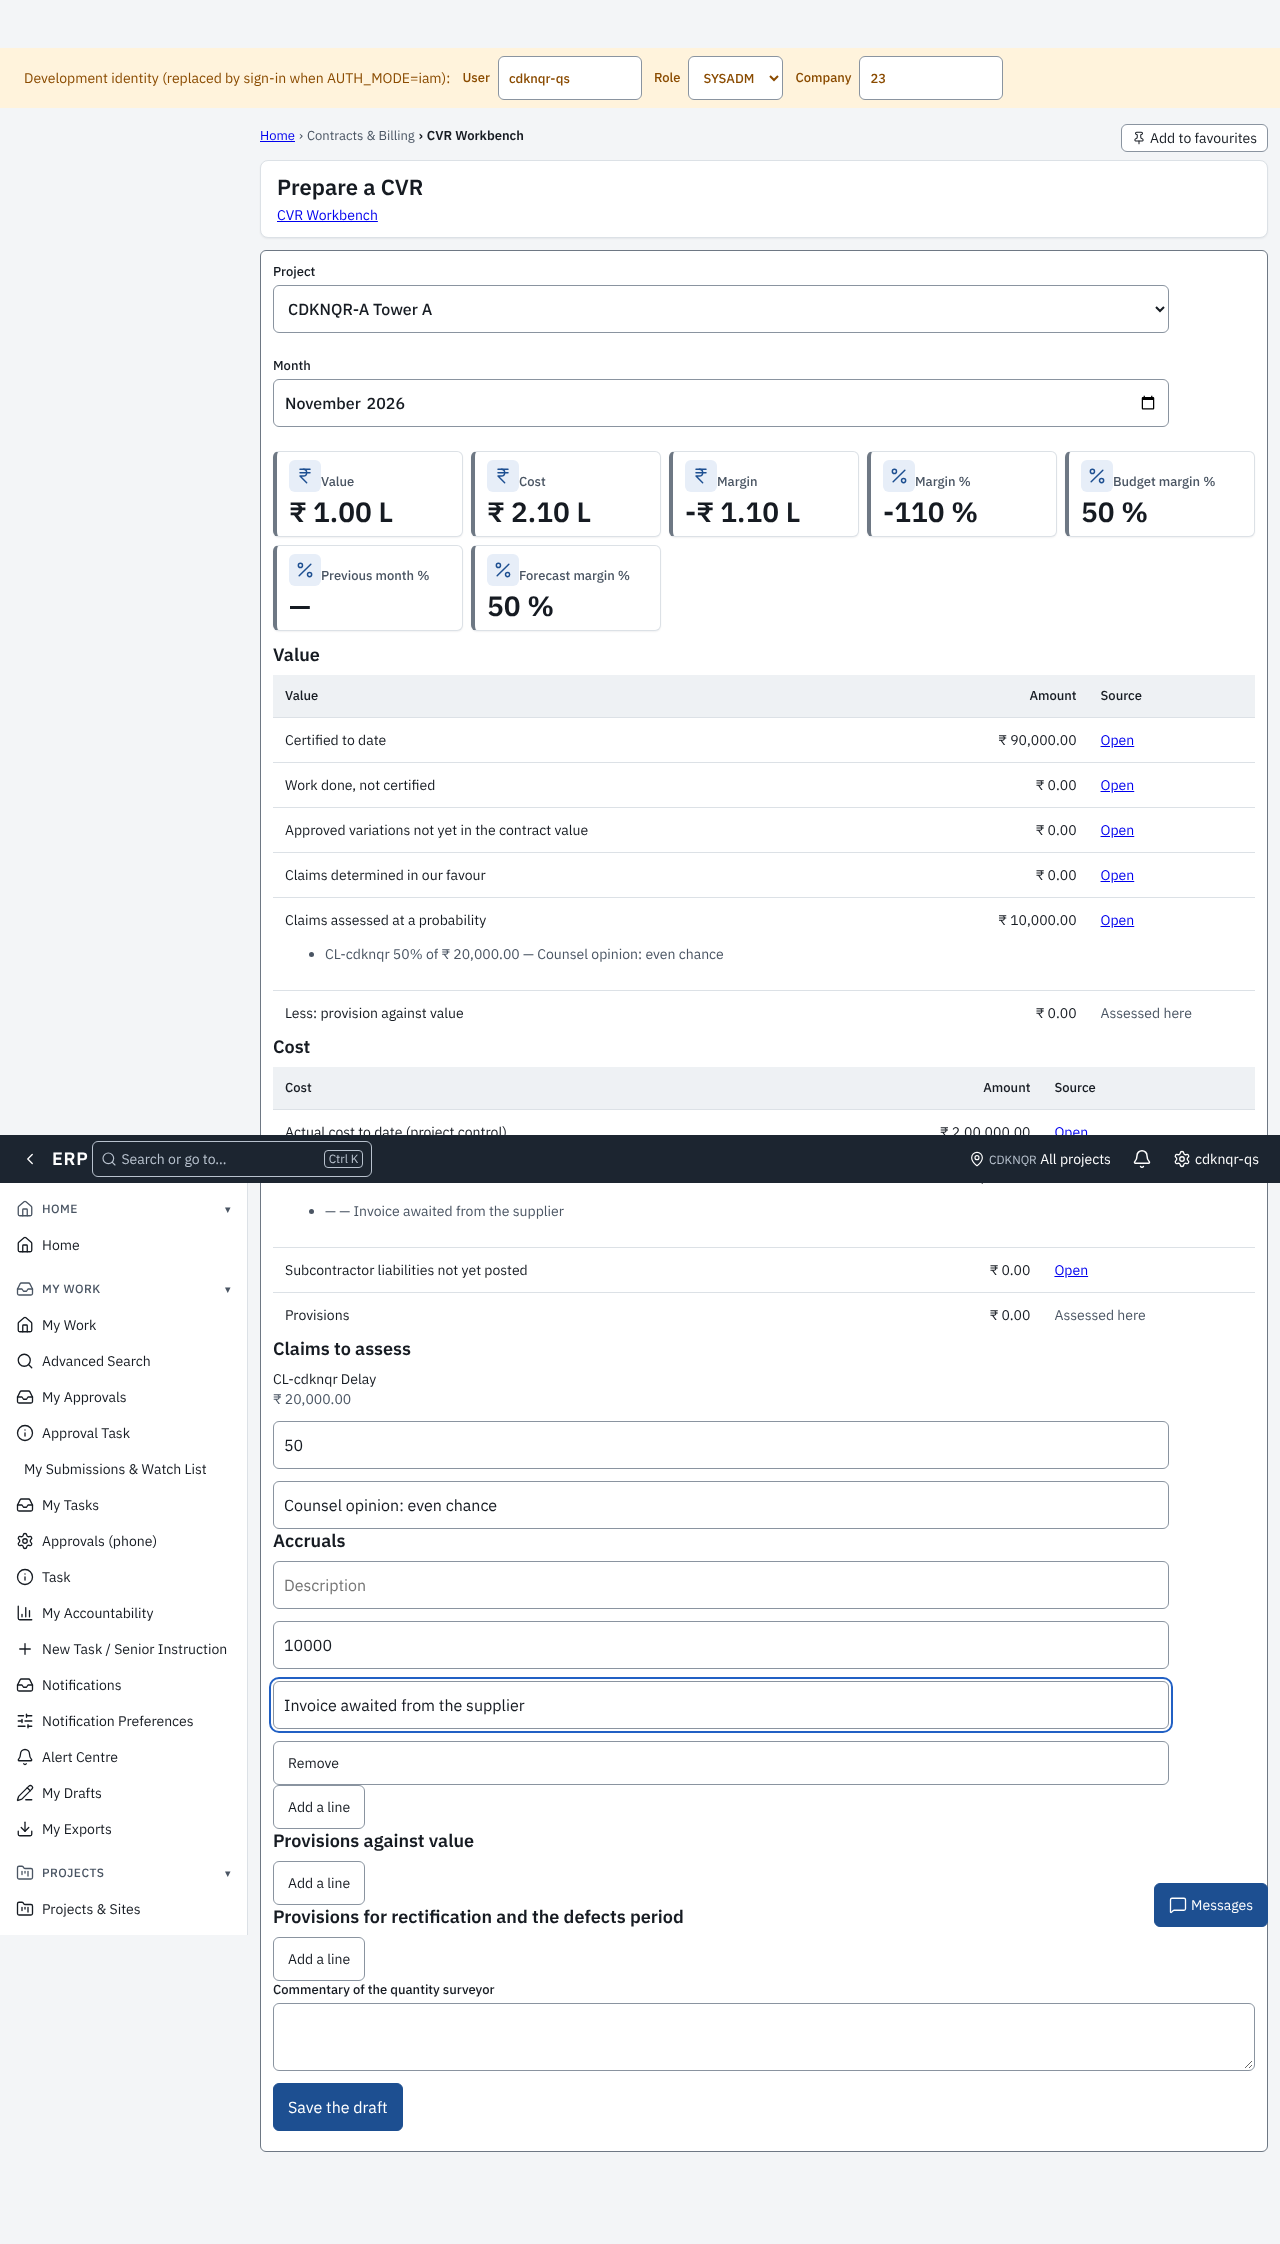 Development identity (replaced by sign-in when AUTH_MODE=iam): User cdknqr-qs Role SYSADM Company 23
Home › Contracts & Billing › CVR Workbench
Add to favourites
Prepare a CVR
CVR Workbench
Project
CDKNQR-A Tower A
Month
November 2026
Value
₹ 1.00 L
Cost
₹ 2.10 L
Margin
-₹ 1.10 L
Margin %
-110 %
Budget margin %
50 %
Previous month %
—
Forecast margin %
50 %
Value
Value Amount Source
Certified to date ₹ 90,000.00 Open
Work done, not certified ₹ 0.00 Open
Approved variations not yet in the contract value ₹ 0.00 Open
Claims determined in our favour ₹ 0.00 Open
Claims assessed at a probability ₹ 10,000.00 Open
• CL-cdknqr 50% of ₹ 20,000.00 — Counsel opinion: even chance
Less: provision against value ₹ 0.00 Assessed here
Cost
Cost Amount Source
Actual cost to date (project control) ₹ 2,00,000.00 Open
ERP Search or go to... Ctrl K CDKNQR All projects cdknqr-qs
• — — Invoice awaited from the supplier
Subcontractor liabilities not yet posted ₹ 0.00 Open
Provisions ₹ 0.00 Assessed here
Claims to assess
CL-cdknqr Delay
₹ 20,000.00
50
Counsel opinion: even chance
Accruals
Description
10000
Invoice awaited from the supplier
Remove
Add a line
Provisions against value
Add a line
Provisions for rectification and the defects period
Add a line
Commentary of the quantity surveyor
Save the draft
HOME ▾
Home
MY WORK ▾
My Work
Advanced Search
My Approvals
Approval Task
My Submissions & Watch List
My Tasks
Approvals (phone)
Task
My Accountability
New Task / Senior Instruction
Notifications
Notification Preferences
Alert Centre
My Drafts
My Exports
PROJECTS ▾
Projects & Sites
Messages